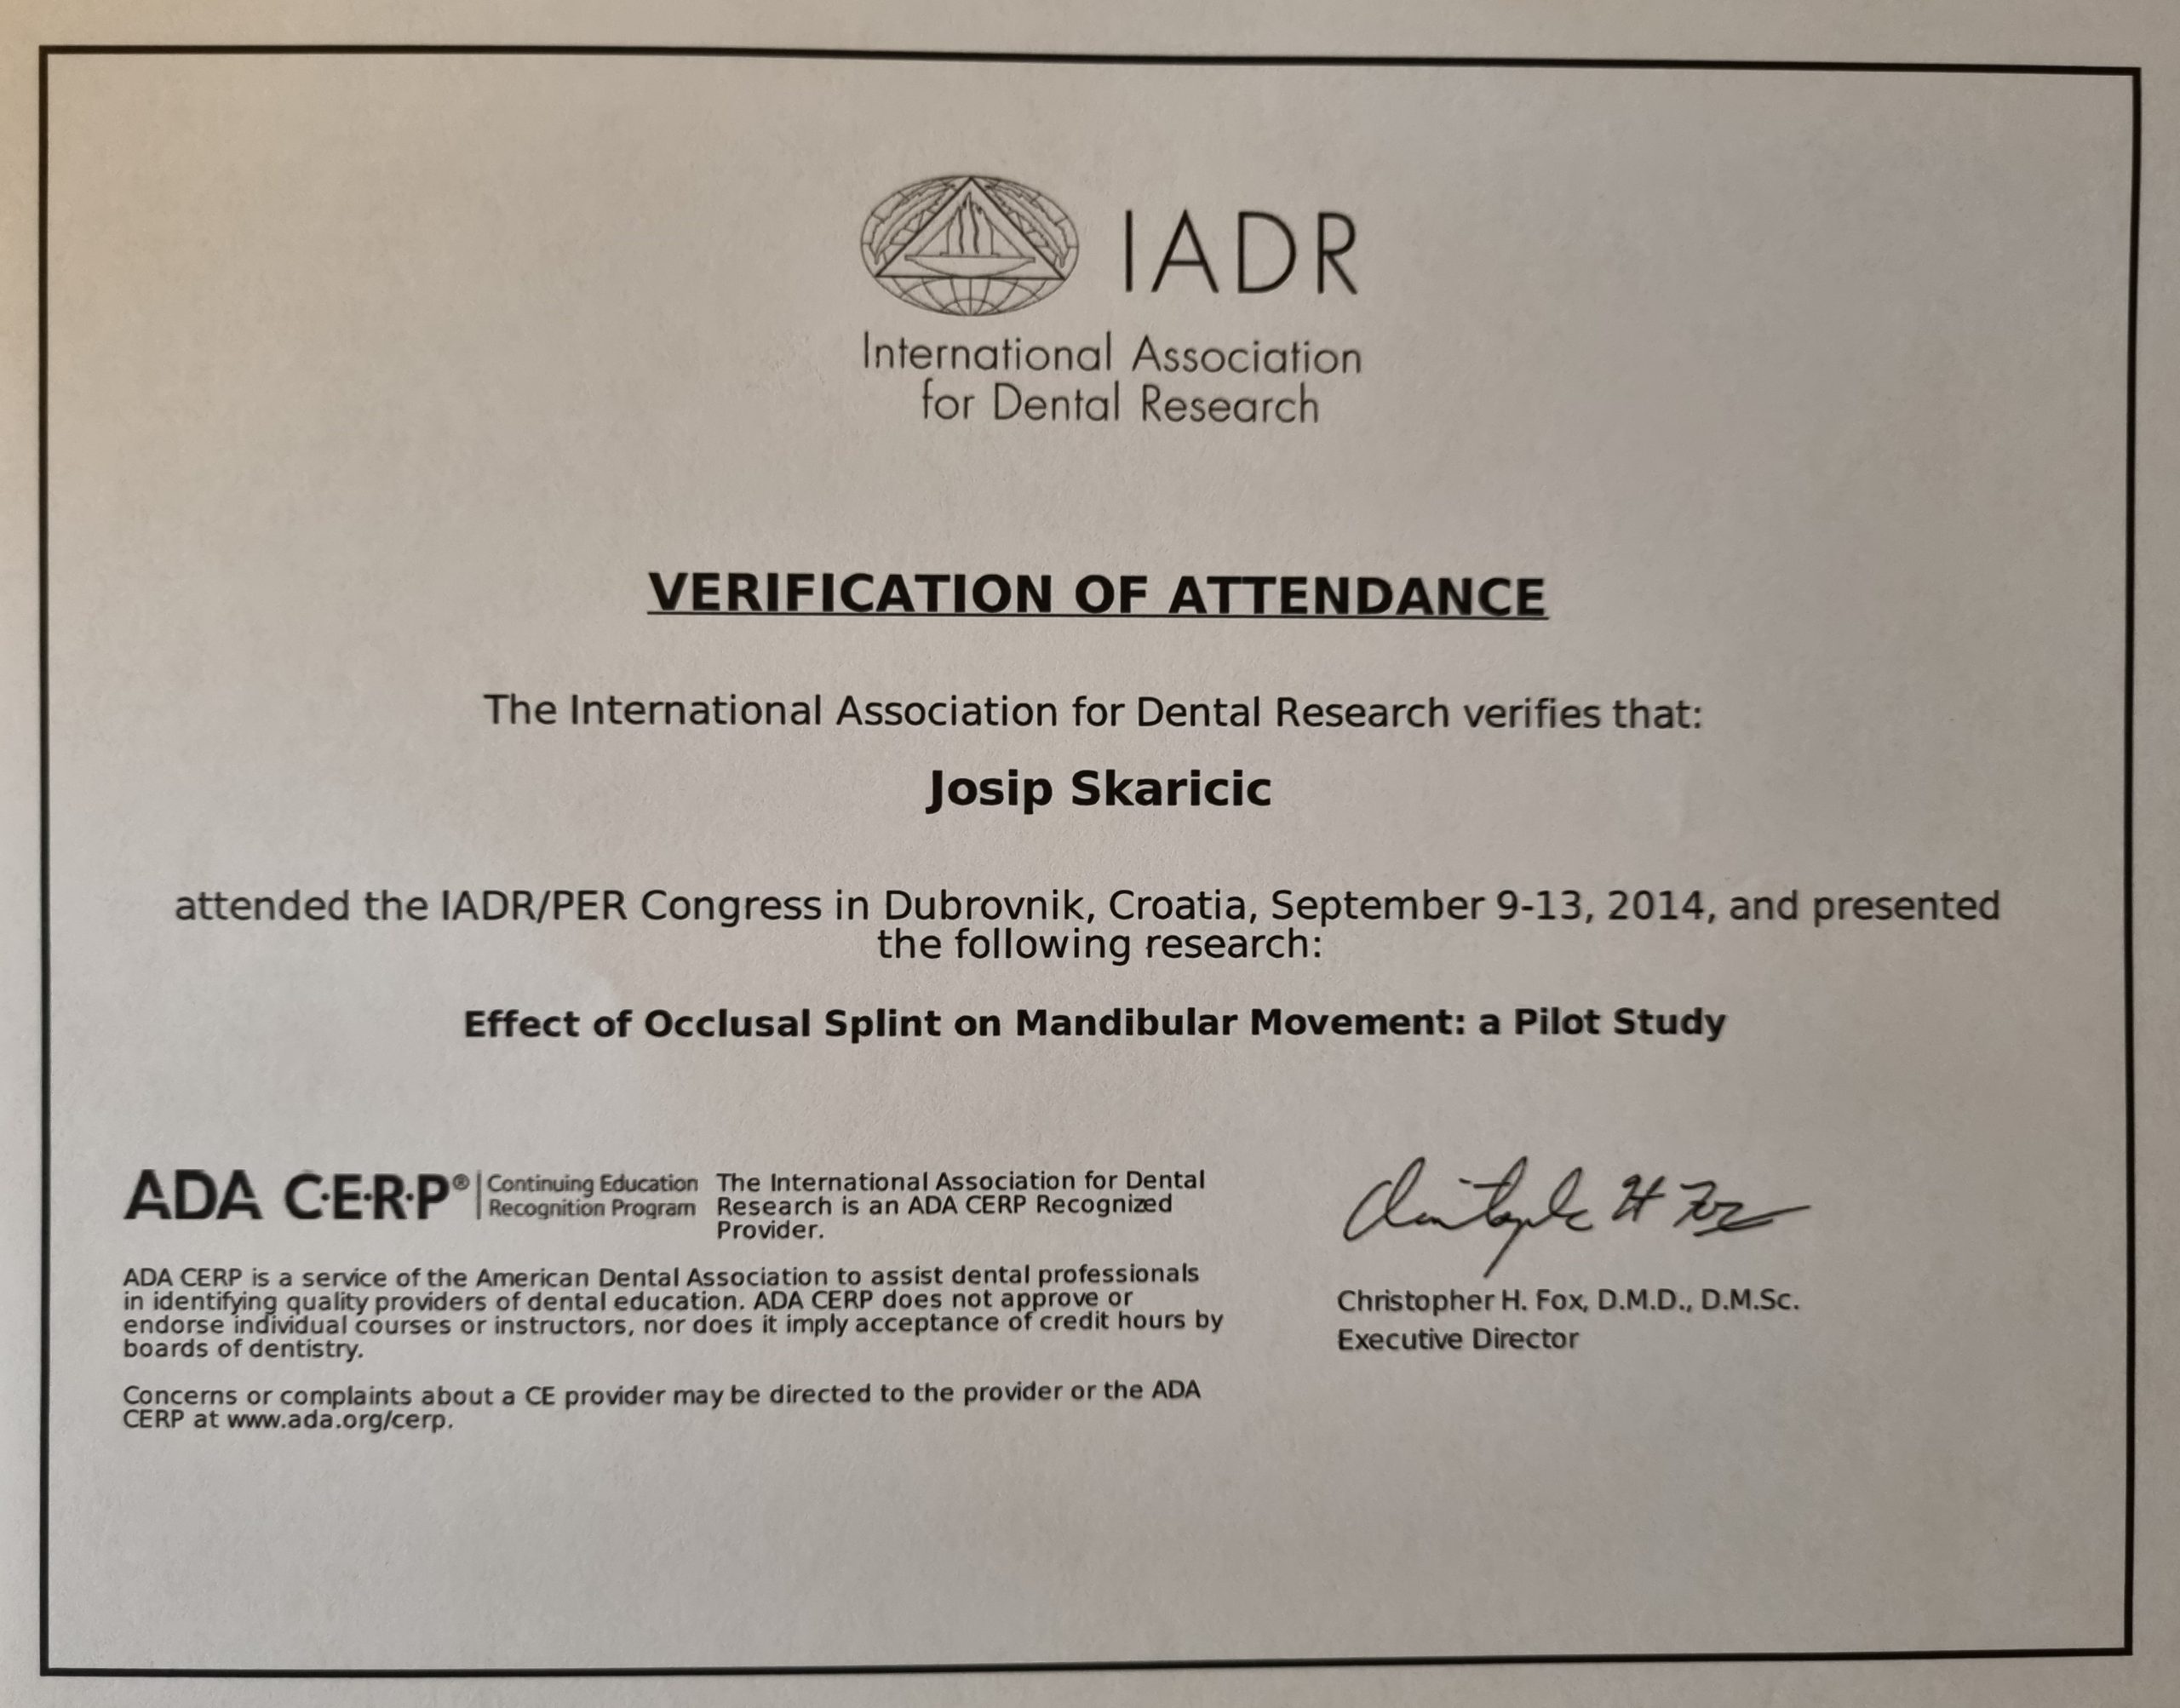 IADR
International Association
for Dental Research
VERIFICATION OF ATTENDANCE
The International Association for Dental Research verifies that:
Josip Skaricic
attended the IADR/PER Congress in Dubrovnik, Croatia, September 9-13, 2014, and presented
the following research:
Effect of Occlusal Splint on Mandibular Movement: a Pilot Study
ADA C·E·R·P® | Continuing Education
Recognition Program
The International Association for Dental
Research is an ADA CERP Recognized
Provider.
ADA CERP is a service of the American Dental Association to assist dental professionals
in identifying quality providers of dental education. ADA CERP does not approve or
endorse individual courses or instructors, nor does it imply acceptance of credit hours by
boards of dentistry.
Concerns or complaints about a CE provider may be directed to the provider or the ADA
CERP at www.ada.org/cerp.
Christopher H Fox
Christopher H. Fox, D.M.D., D.M.Sc.
Executive Director